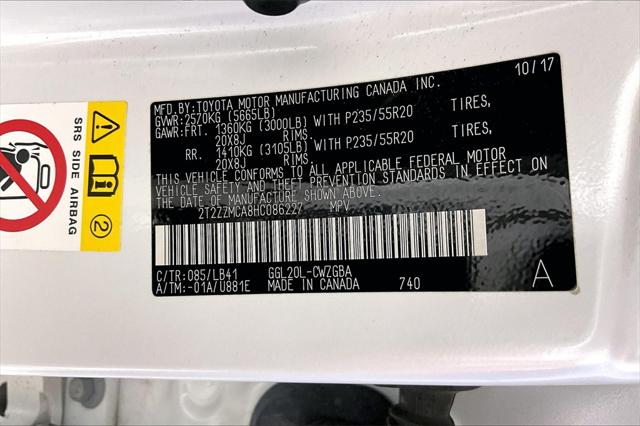 SRS SIDE AIRBAG
2
10/17
MFD.BY:TOYOTA MOTOR MANUFACTURING CANADA INC.
GVWR:2570KG (5665LB)
GAWR:FRT. 1360KG (3000LB) WITH P235/55R20 TIRES,
20X8J RIMS
RR. 1410KG (3105LB) WITH P235/55R20 TIRES,
20X8J RIMS
THIS VEHICLE CONFORMS TO ALL APPLICABLE FEDERAL MOTOR
VEHICLE SAFETY AND THEFT PREVENTION STANDARDS IN EFFECT ON
THE DATE OF MANUFACTURE SHOWN ABOVE.
2T2ZZMCA8HC086227 MPV
C/TR:085/LB41 GGL20L-CWZGBA
A/TM:-01A/U881E MADE IN CANADA 740
A